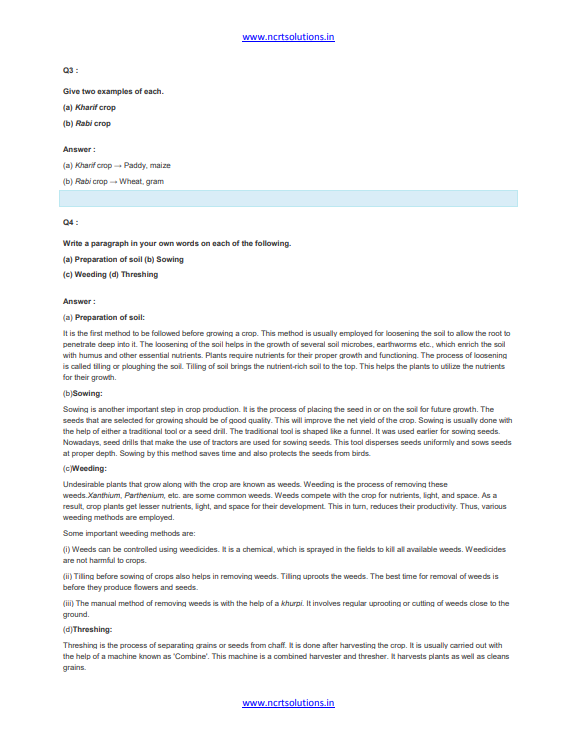 www.ncrtsolutions.in
Q3 :
Give two examples of each.
(a) Kharif crop
(b) Rabi crop
Answer :
(a) Kharif crop → Paddy, maize
(b) Rabi crop → Wheat, gram
Q4 :
Write a paragraph in your own words on each of the following.
(a) Preparation of soil (b) Sowing
(c) Weeding (d) Threshing
Answer :
(a) Preparation of soil:
It is the first method to be followed before growing a crop. This method is usually employed for loosening the soil to allow the root to
penetrate deep into it. The loosening of the soil helps in the growth of several soil microbes, earthworms etc., which enrich the soil
with humus and other essential nutrients. Plants require nutrients for their proper growth and functioning. The process of loosening
is called tilling or ploughing the soil. Tilling of soil brings the nutrient-rich soil to the top. This helps the plants to utilize the nutrients
for their growth.
(b)Sowing:
Sowing is another important step in crop production. It is the process of placing the seed in or on the soil for future growth. The
seeds that are selected for growing should be of good quality. This will improve the net yield of the crop. Sowing is usually done with
the help of either a traditional tool or a seed drill. The traditional tool is shaped like a funnel. It was used earlier for sowing seeds.
Nowadays, seed drills that make the use of tractors are used for sowing seeds. This tool disperses seeds uniformly and sows seeds
at proper depth. Sowing by this method saves time and also protects the seeds from birds.
(c)Weeding:
Undesirable plants that grow along with the crop are known as weeds. Weeding is the process of removing these
weeds.Xanthium, Parthenium, etc. are some common weeds. Weeds compete with the crop for nutrients, light, and space. As a
result, crop plants get lesser nutrients, light, and space for their development. This in turn, reduces their productivity. Thus, various
weeding methods are employed.
Some important weeding methods are:
(i) Weeds can be controlled using weedicides. It is a chemical, which is sprayed in the fields to kill all available weeds. Weedicides
are not harmful to crops.
(ii) Tilling before sowing of crops also helps in removing weeds. Tilling uproots the weeds. The best time for removal of weeds is
before they produce flowers and seeds.
(iii) The manual method of removing weeds is with the help of a khurpi. It involves regular uprooting or cutting of weeds close to the
ground.
(d)Threshing:
Threshing is the process of separating grains or seeds from chaff. It is done after harvesting the crop. It is usually carried out with
the help of a machine known as 'Combine'. This machine is a combined harvester and thresher. It harvests plants as well as cleans
grains.
www.ncrtsolutions.in